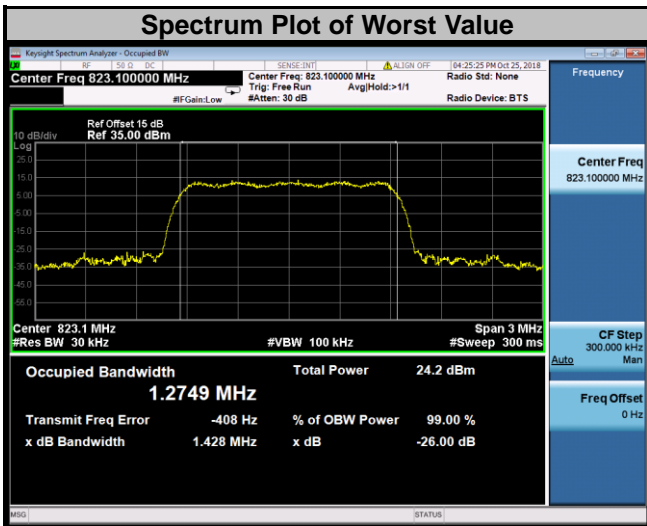 Spectrum Plot of Worst Value
Keysight Spectrum Analyzer - Occupied BW
RF 50 Ω DC SENSE:INT ALIGN OFF 04:25:25 PM Oct 25, 2018
Center Freq 823.100000 MHz Center Freq: 823.100000 MHz Radio Std: None Frequency
Trig: Free Run Avg|Hold:>1/1
#IFGain:Low #Atten: 30 dB Radio Device: BTS
Ref Offset 15 dB
10 dB/div Ref 35.00 dBm
Log
25.0
15.0
5.00
-5.00
-15.0
-25.0
-35.0
-45.0
-55.0
Center Freq
823.100000 MHz
Center 823.1 MHz Span 3 MHz
#Res BW 30 kHz #VBW 100 kHz #Sweep 300 ms
CF Step
300.000 kHz
Auto Man
Occupied Bandwidth Total Power 24.2 dBm
1.2749 MHz
Freq Offset
0 Hz
Transmit Freq Error -408 Hz % of OBW Power 99.00 %
x dB Bandwidth 1.428 MHz x dB -26.00 dB
MSG STATUS